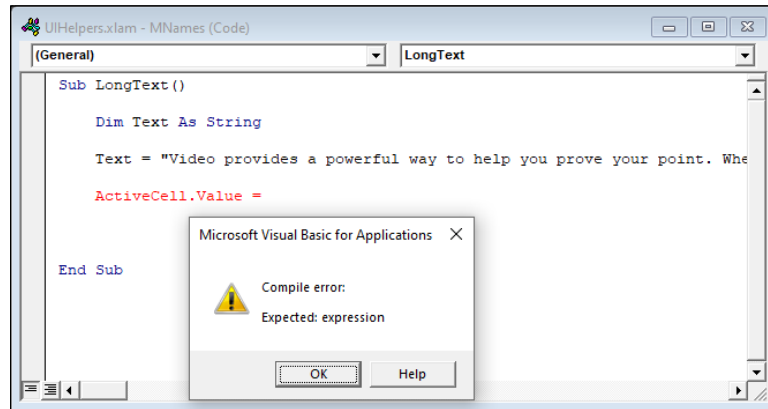 UIHelpers.xlam - MNames (Code)
(General) LongText
Sub LongText()
Dim Text As String
Text = "Video provides a powerful way to help you prove your point. Whe
ActiveCell.Value =
Microsoft Visual Basic for Applications
Compile error:
Expected: expression
OK Help
End Sub